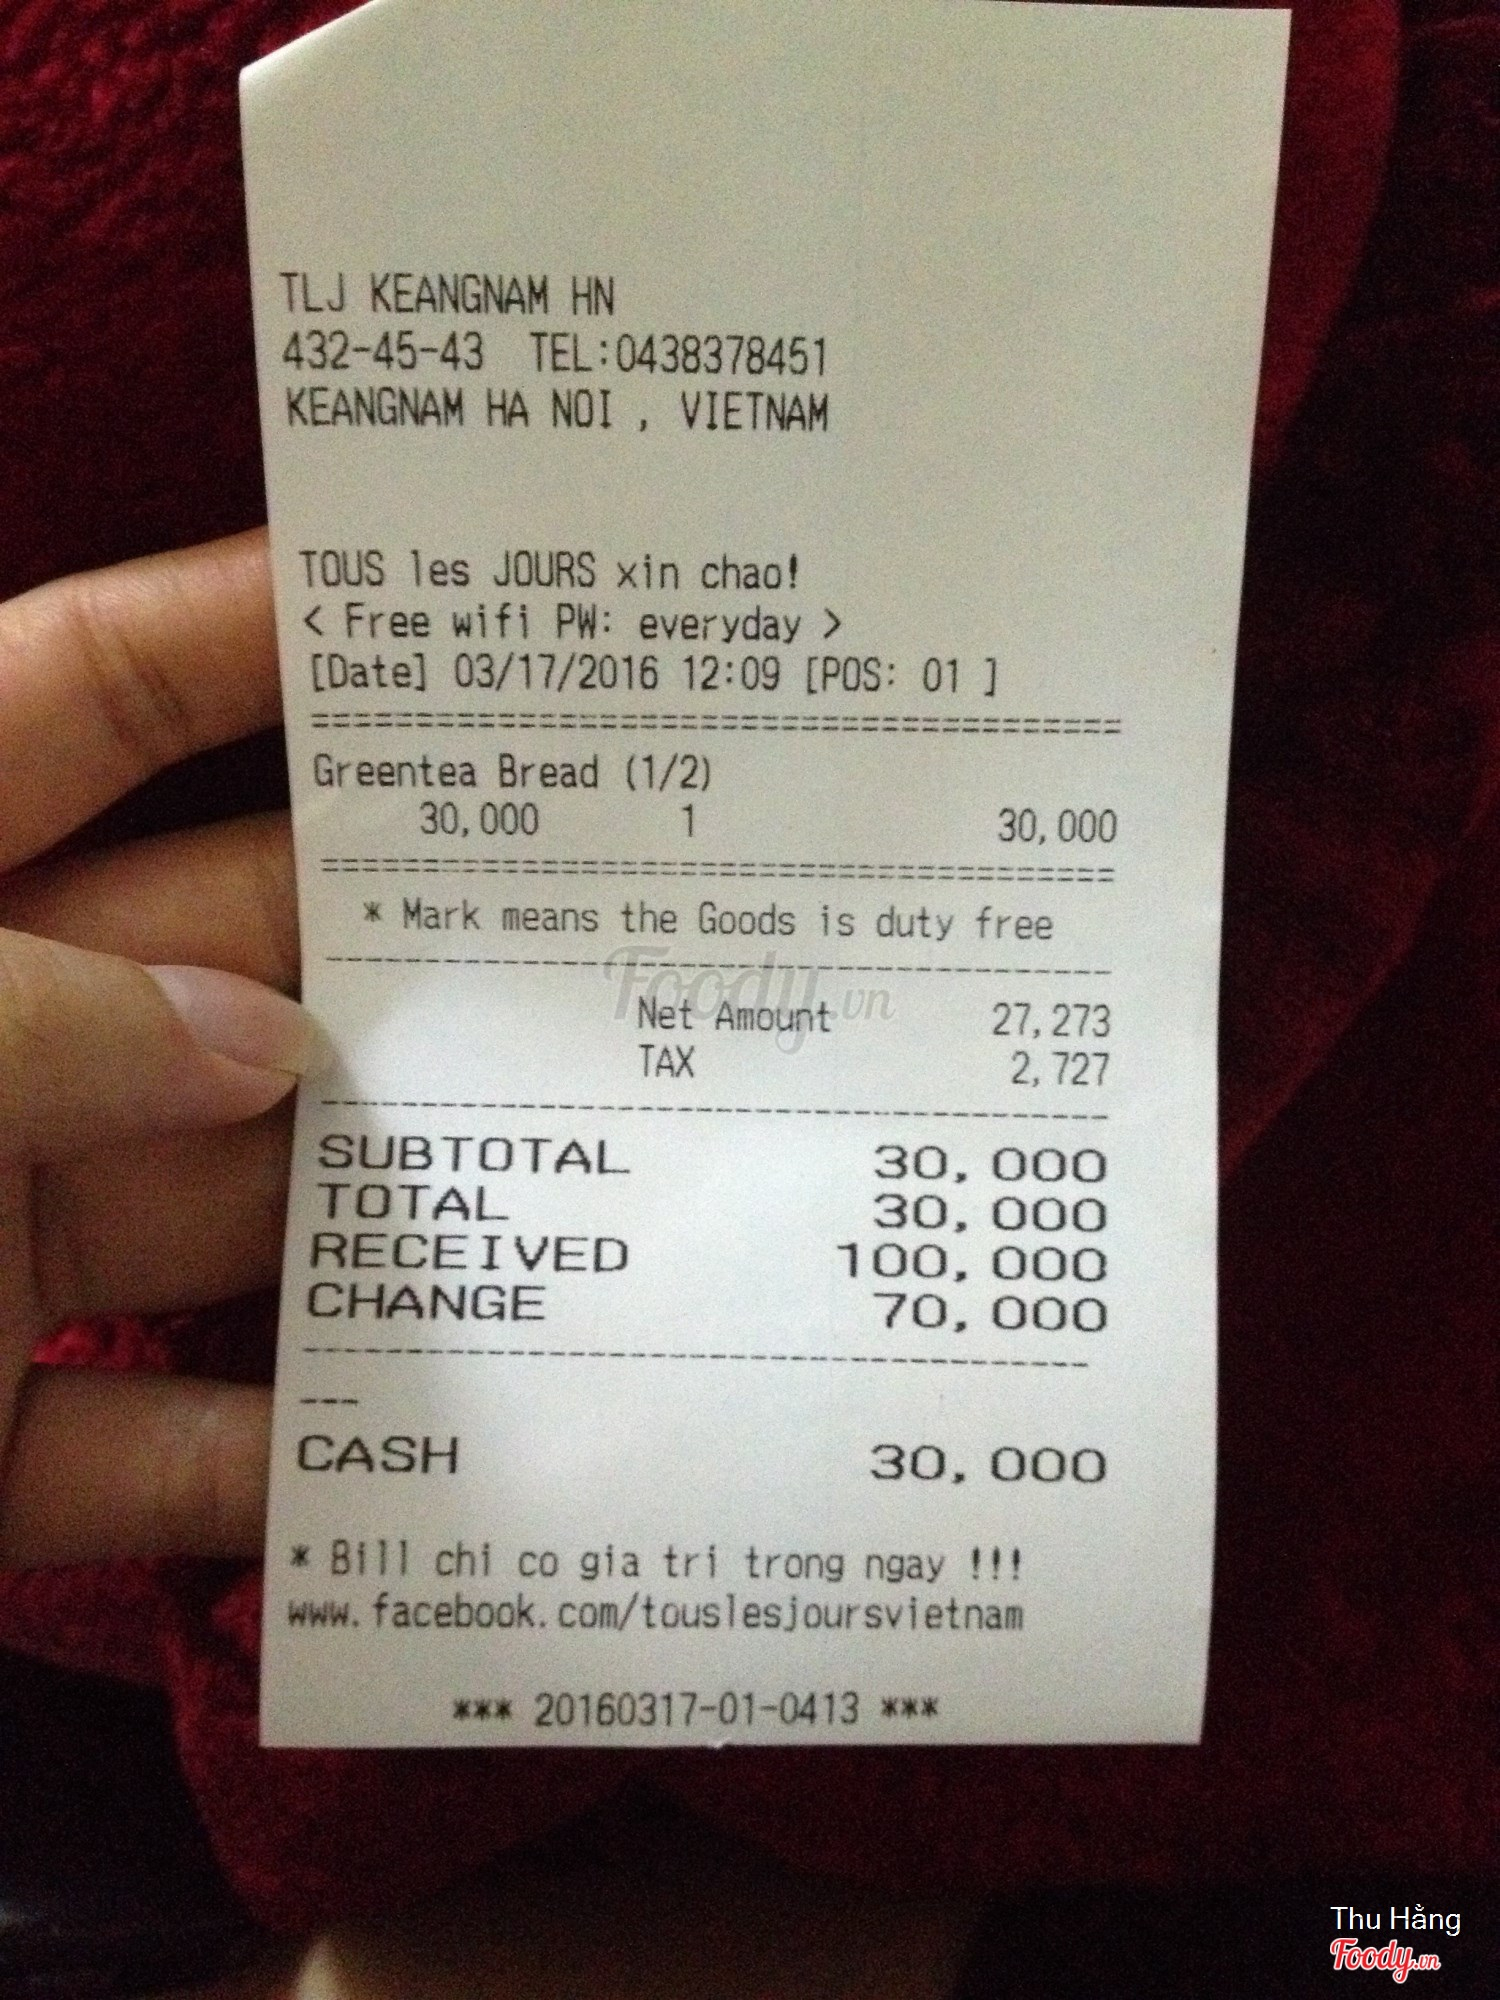 TLJ KEANGNAM HN
432-45-43 TEL:0438378451
KEANGNAM HA NOI , VIETNAM
TOUS les JOURS xin chao!
< Free wifi PW: everyday >
[Date] 03/17/2016 12:09 [POS: 01 ]
=======================================
Greentea Bread (1/2)
30,000 1 30,000
=======================================
* Mark means the Goods is duty free
---------------------------------------
Foody.vn
Net Amount 27,273
TAX 2,727
---------------------------------------
SUBTOTAL 30,000
TOTAL 30,000
RECEIVED 100,000
CHANGE 70,000
---------------------------------------
---
CASH 30,000
* Bill chi co gia tri trong ngay !!!
www.facebook.com/touslesjoursvietnam
*** 20160317-01-0413 ***
Thu Hằng
Foody.vn